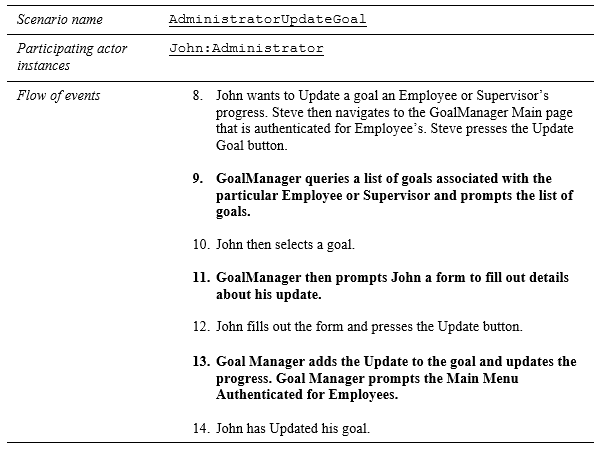 Scenario name AdministratorUpdateGoal
Participating actor John:Administrator
instances
Flow of events 8. John wants to Update a goal an Employee or Supervisor's
progress. Steve then navigates to the GoalManager Main page
that is authenticated for Employee's. Steve presses the Update
Goal button.
9. GoalManager queries a list of goals associated with the
particular Employee or Supervisor and prompts the list of
goals.
10. John then selects a goal.
11. GoalManager then prompts John a form to fill out details
about his update.
12. John fills out the form and presses the Update button.
13. Goal Manager adds the Update to the goal and updates the
progress. Goal Manager prompts the Main Menu
Authenticated for Employees.
14. John has Updated his goal.